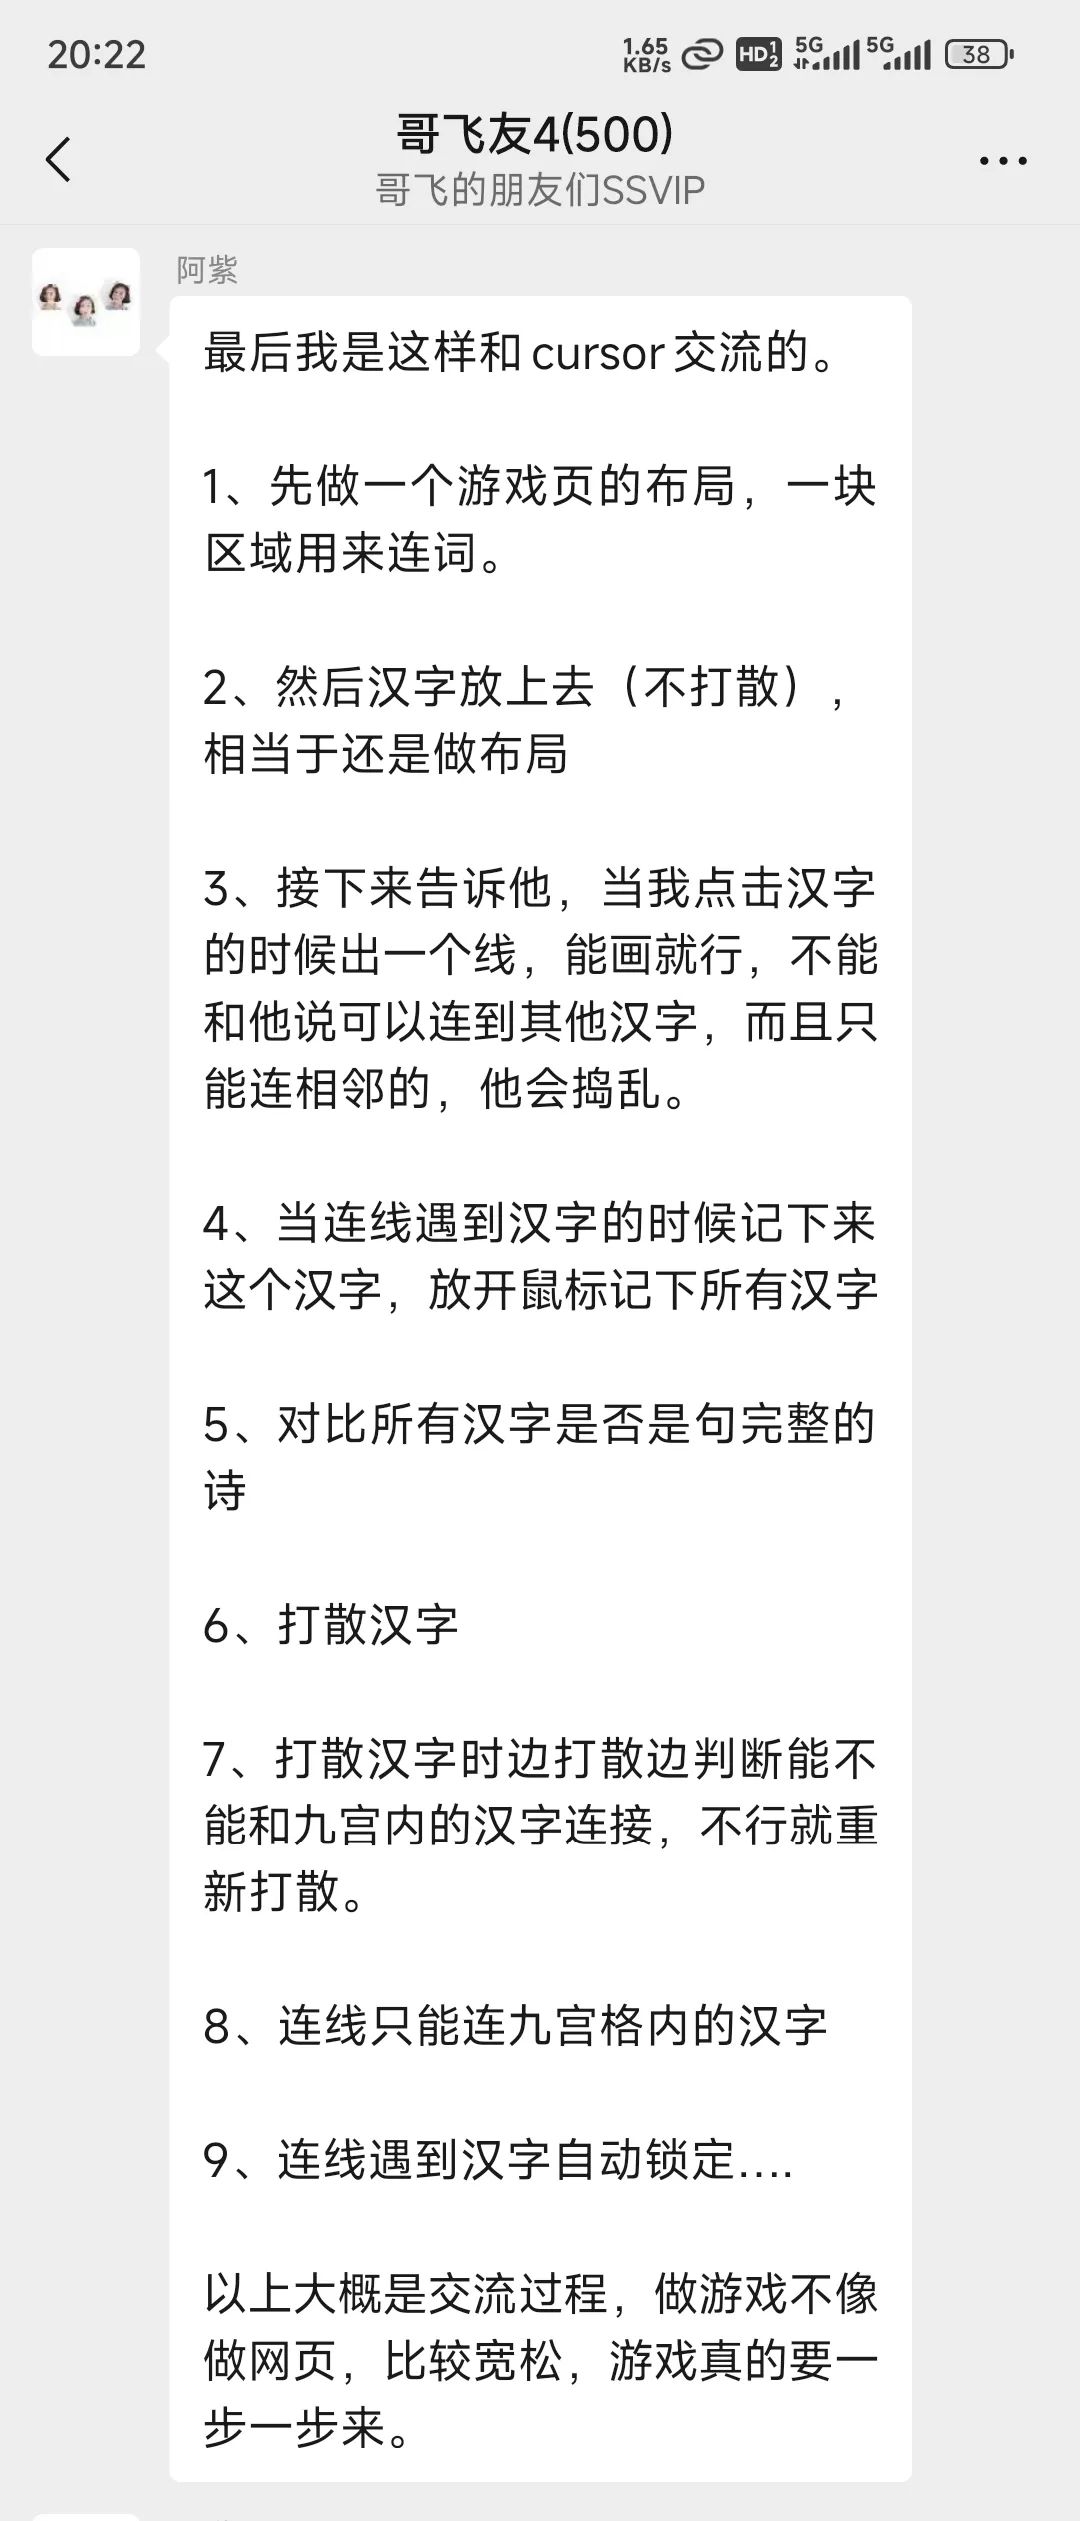 20:22
1.65 KB/s HD 1 2 5G 5G 38
哥飞友4(500)
哥飞的朋友们SSVIP
阿紫
最后我是这样和cursor交流的。
1、先做一个游戏页的布局，一块
区域用来连词。
2、然后汉字放上去（不打散），
相当于还是做布局
3、接下来告诉他，当我点击汉字
的时候出一个线，能画就行，不能
和他说可以连到其他汉字，而且只
能连相邻的，他会捣乱。
4、当连线遇到汉字的时候记下来
这个汉字，放开鼠标记下所有汉字
5、对比所有汉字是否是句完整的
诗
6、打散汉字
7、打散汉字时边打散边判断能不
能和九宫内的汉字连接，不行就重
新打散。
8、连线只能连九宫格内的汉字
9、连线遇到汉字自动锁定....
以上大概是交流过程，做游戏不像
做网页，比较宽松，游戏真的要一
步一步来。